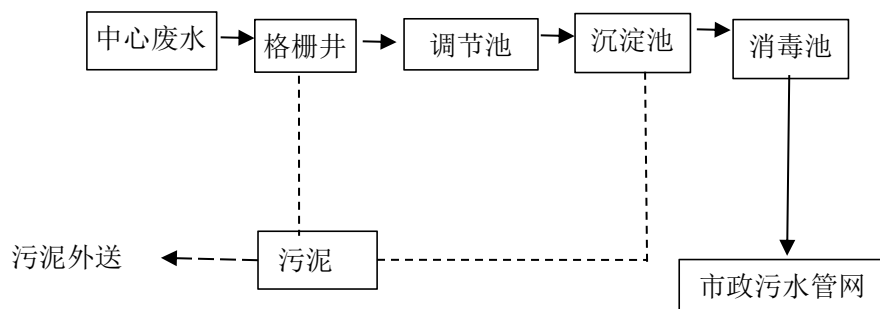 中心废水
格栅井
调节池
沉淀池
消毒池
污泥外送
污泥
市政污水管网